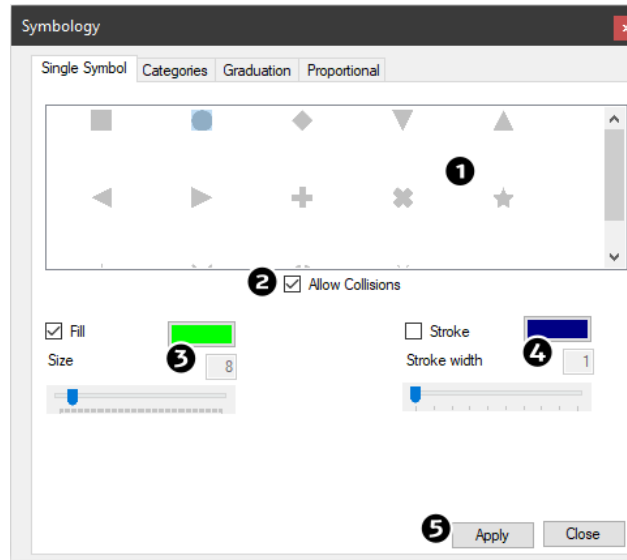 Symbology
Single Symbol Categories Graduation Proportional
1
2 Allow Collisions
Fill Stroke
3 4
Size 8 Stroke width 1
5 Apply Close